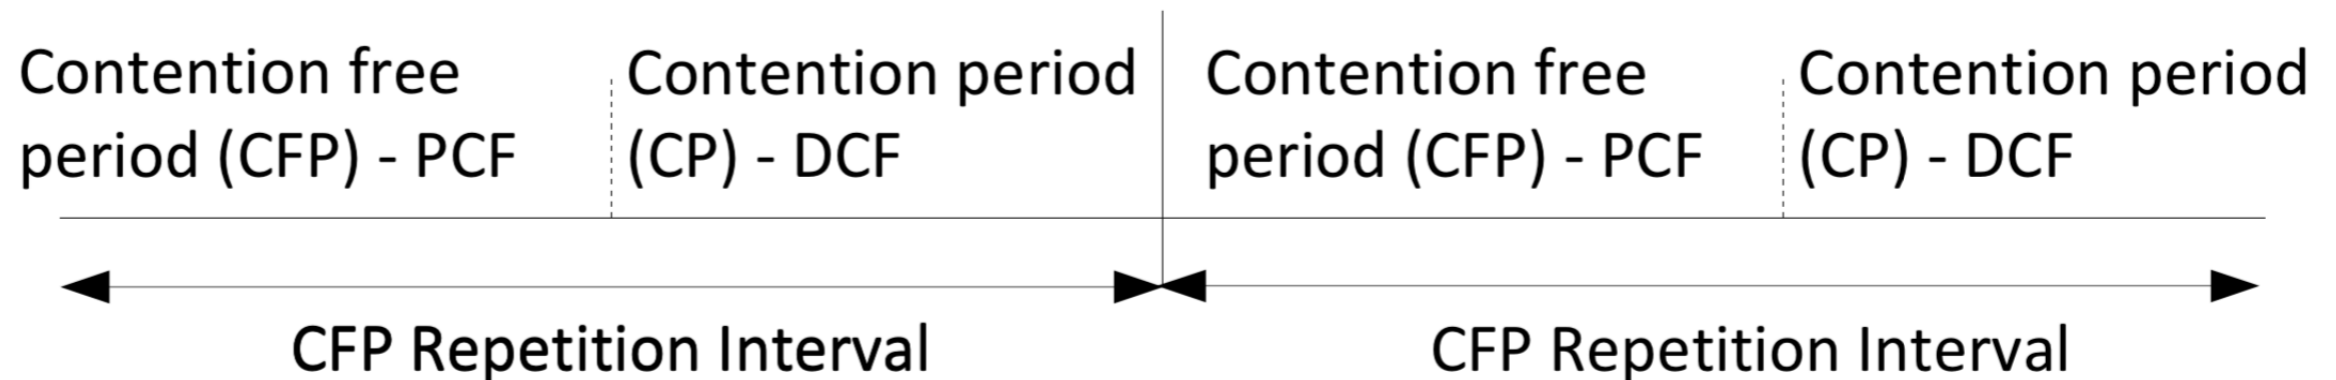 Contention free
period (CFP) - PCF
Contention period
(CP) - DCF
Contention free
period (CFP) - PCF
Contention period
(CP) - DCF
CFP Repetition Interval
CFP Repetition Interval